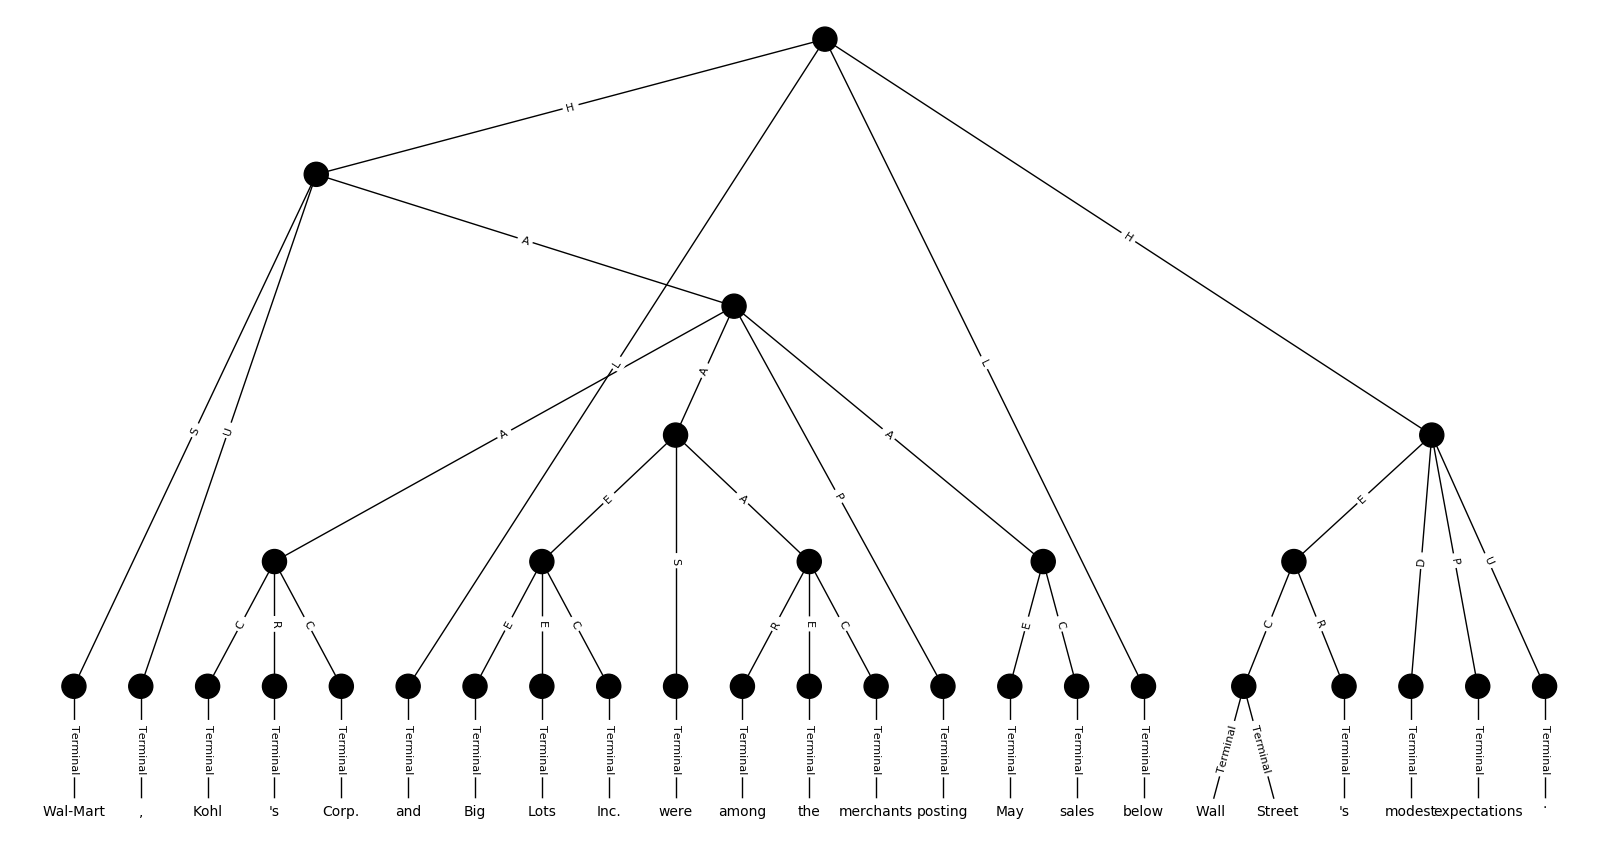 H
A
H
L
L
A
S
U
A
A
P
E
A
E
S
D
P
U
C
R
C
E
E
C
R
E
C
E
C
C
R
Terminal Terminal Terminal Terminal Terminal Terminal Terminal Terminal Terminal Terminal Terminal Terminal Terminal Terminal Terminal Terminal Terminal Terminal Terminal Terminal Terminal Terminal Terminal
Wal-Mart , Kohl 's Corp. and Big Lots Inc. were among the merchants posting May sales below Wall Street 's modest expectations .